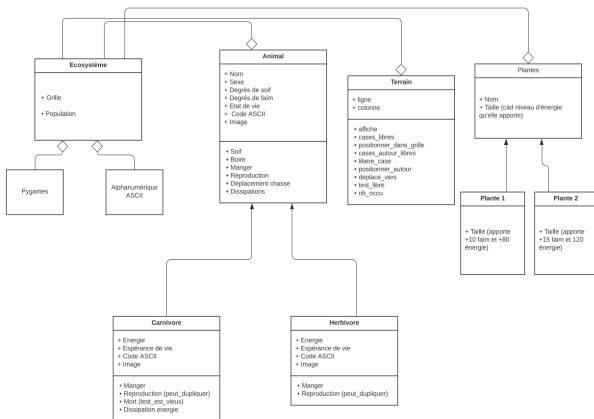 Ecosystème
+ Grille
• Population
Pygames
Alphanumérique
ASCII
Animal
+ Nom
+ Sexe
+ Degrés de soif
+ Degrés de faim
+ Etat de vie
+ Code ASCII
+ Image
• Soif
• Boire
• Manger
• Reproduction
• Déplacement chasse
• Dissipations
Terrain
+ ligne
+ colonne
• affiche
• cases_libres
• positionner_dans_grille
• cases_autour_libres
• libere_case
• positionner_autour
• deplace_vers
• test_libre
• nb_occu
Plantes
+ Nom
+ Taille (càd niveau d'énergie
qu'elle apporte)
Plante 1
+ Taille (apporte
+10 faim et +80
énergie)
Plante 2
+ Taille (apporte
+15 faim et 120
énergie)
Carnivore
+ Energie
+ Espérance de vie
+ Code ASCII
+ Image
• Manger
• Reproduction (peut_dupliquer)
• Mort (test_est_vieux)
• Dissipation energie
Herbivore
+ Energie
+ Espérance de vie
+ Code ASCII
+ Image
• Manger
• Reproduction (peut_dupliquer)